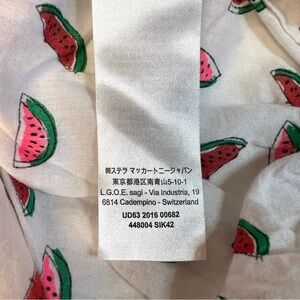 ㈱ステラ マッカートニージャパン
東京都港区南青山5-10-1
L.G.O.E. sagl - Via Industria, 19
6814 Cadempino - Switzerland
UD63 2016 00682
448004 SIK42